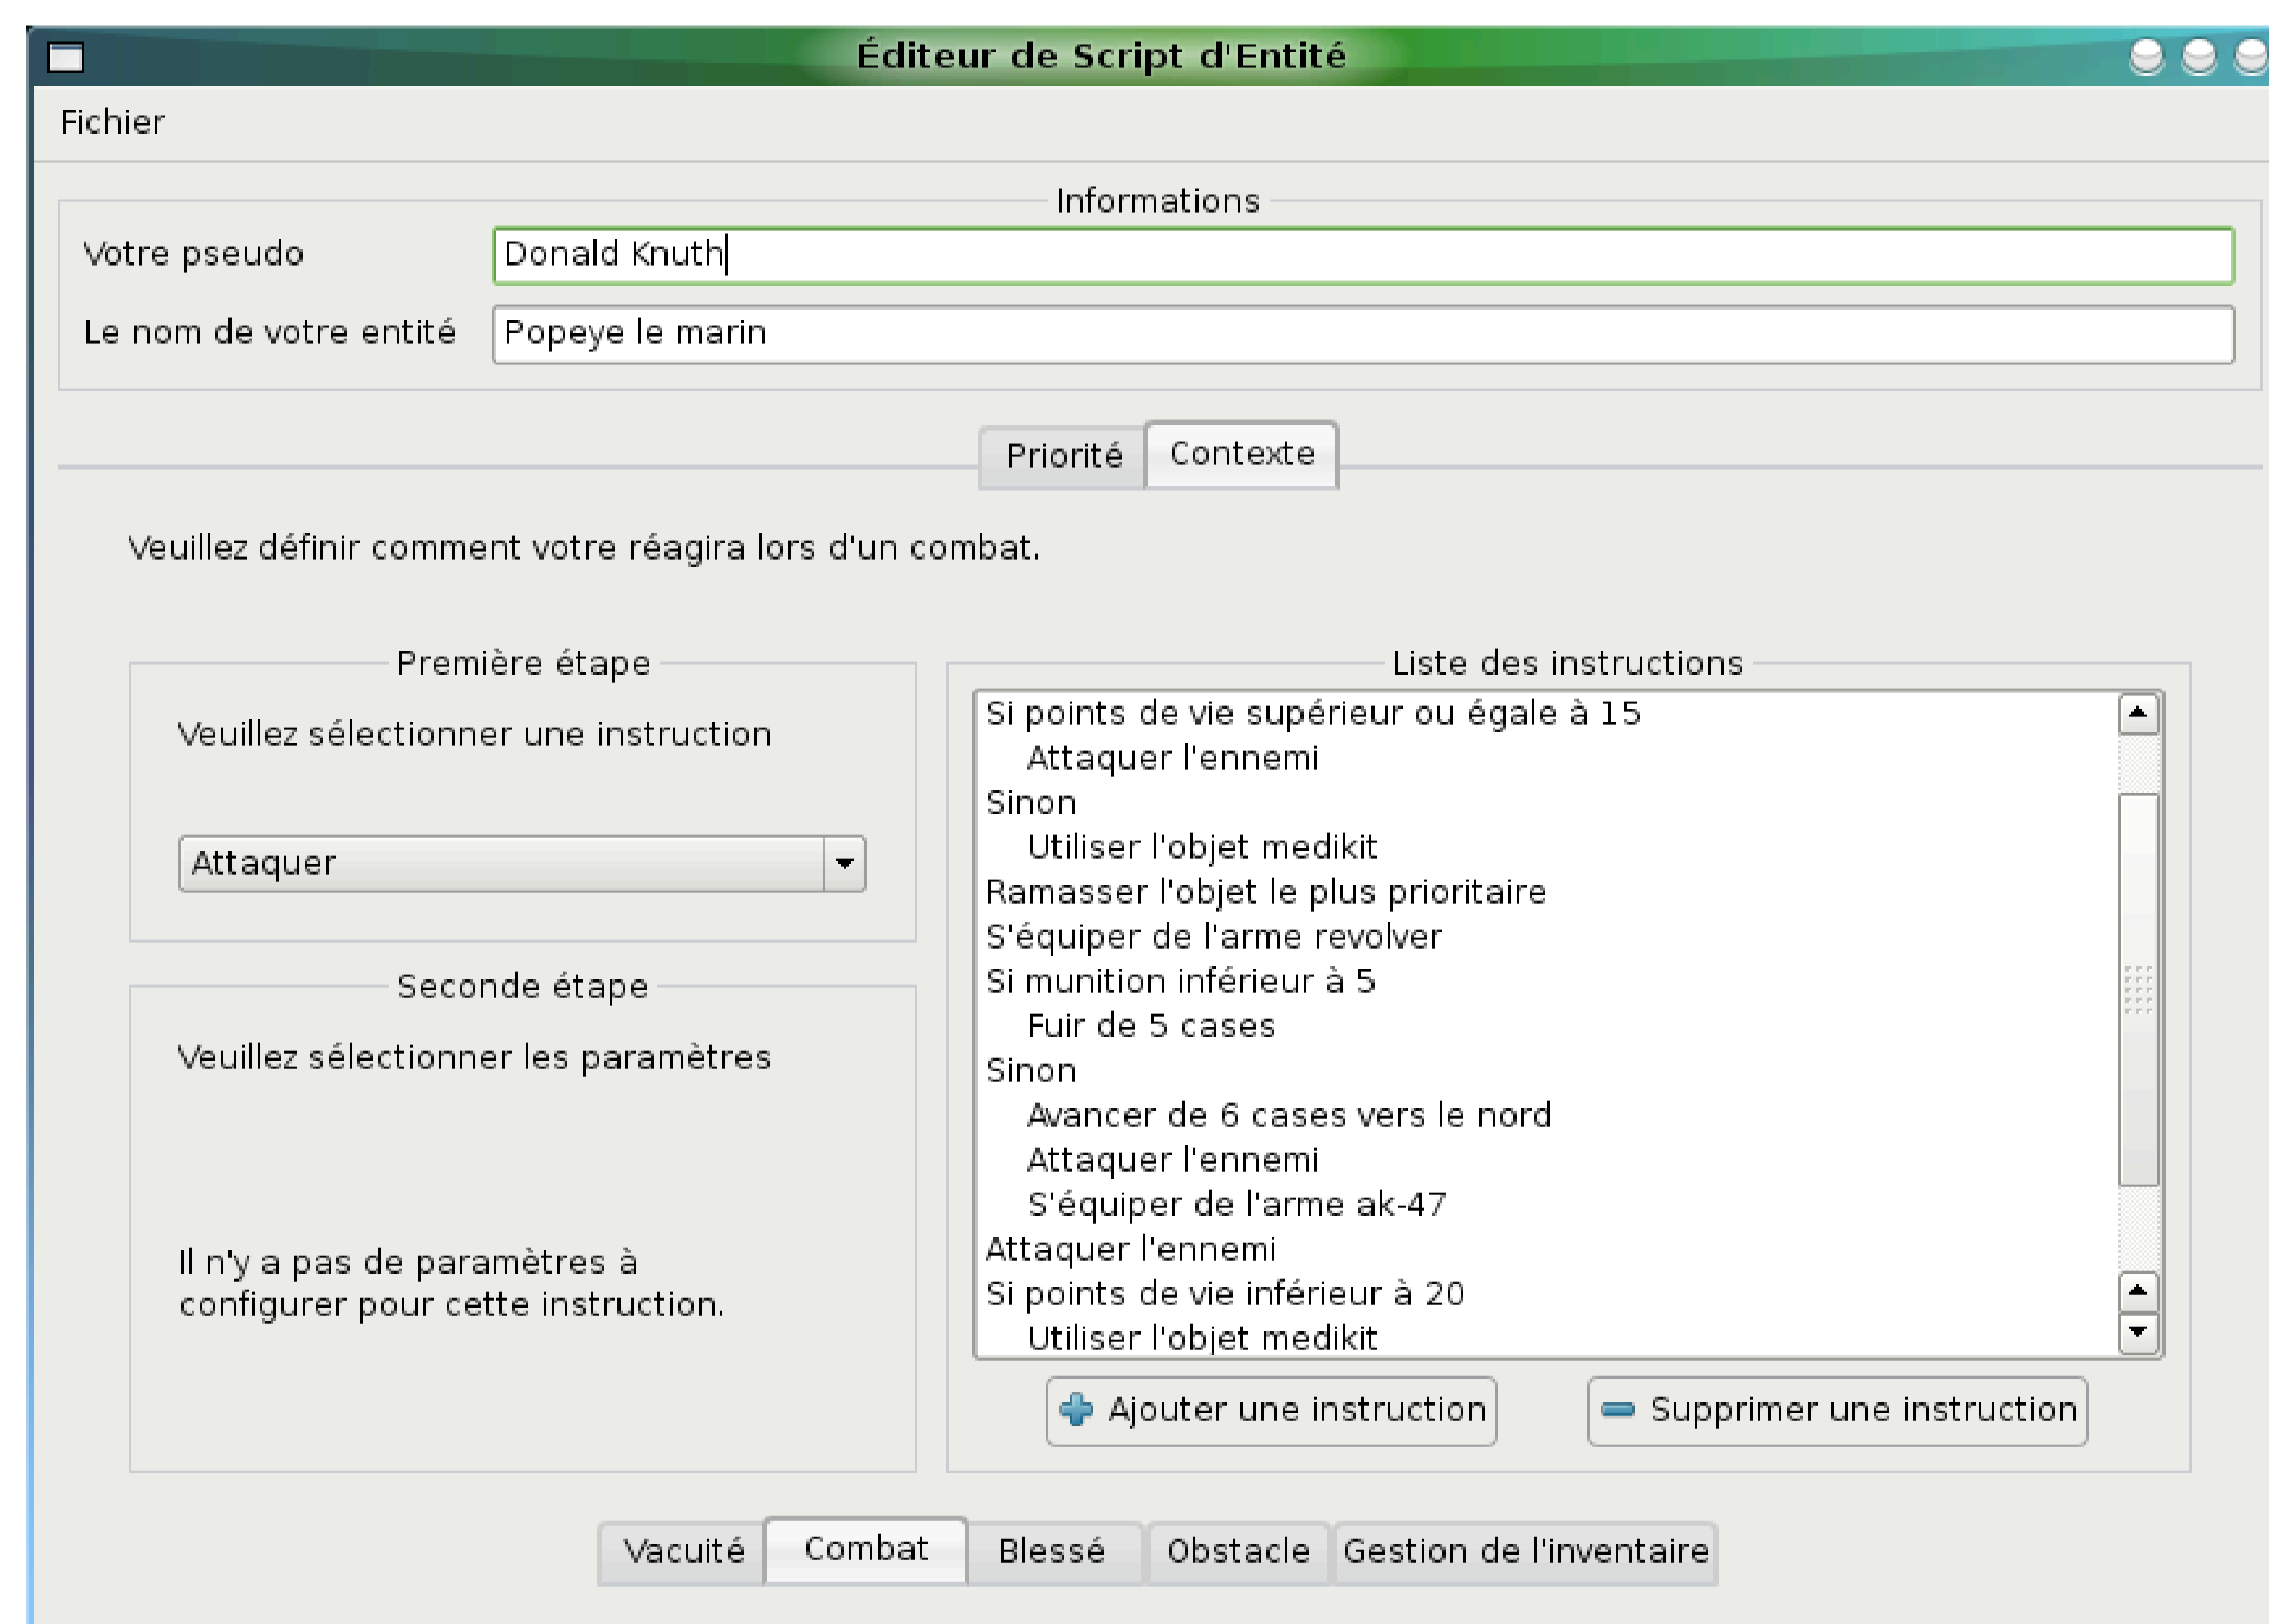 Éditeur de Script d'Entité
Fichier
Informations
Votre pseudo
Donald Knuth
Le nom de votre entité
Popeye le marin
Priorité
Contexte
Veuillez définir comment votre réagira lors d'un combat.
Première étape
Veuillez sélectionner une instruction
Attaquer
Seconde étape
Veuillez sélectionner les paramètres
Il n'y a pas de paramètres à
configurer pour cette instruction.
Liste des instructions
Si points de vie supérieur ou égale à 15
Attaquer l'ennemi
Sinon
Utiliser l'objet medikit
Ramasser l'objet le plus prioritaire
S'équiper de l'arme revolver
Si munition inférieur à 5
Fuir de 5 cases
Sinon
Avancer de 6 cases vers le nord
Attaquer l'ennemi
S'équiper de l'arme ak-47
Attaquer l'ennemi
Si points de vie inférieur à 20
Utiliser l'objet medikit
Ajouter une instruction
Supprimer une instruction
Vacuité
Combat
Blessé
Obstacle
Gestion de l'inventaire